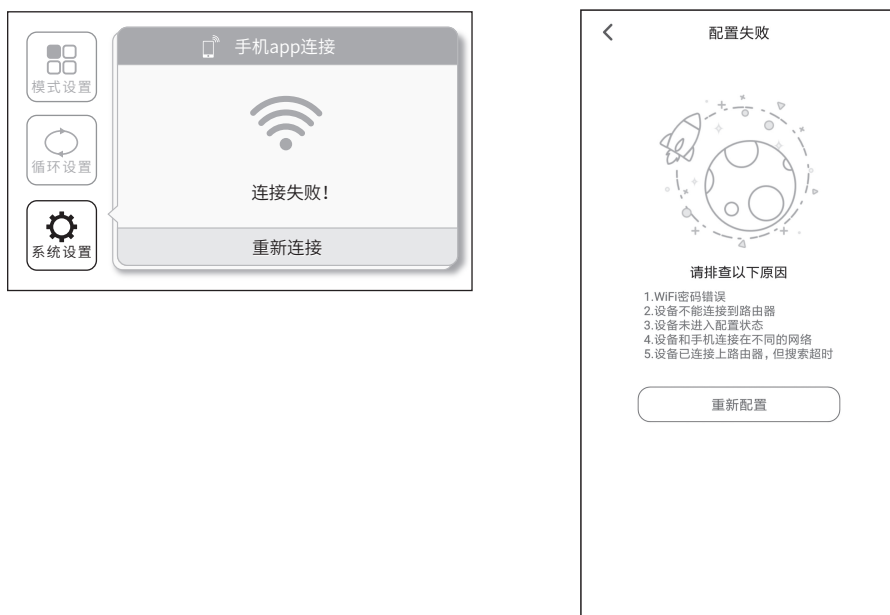 手机app连接
模式设置
循环设置
系统设置
连接失败！
重新连接
配置失败
请排查以下原因
1.WiFi密码错误
2.设备不能连接到路由器
3.设备未进入配置状态
4.设备和手机连接在不同的网络
5.设备已连接上路由器，但搜索超时
重新配置